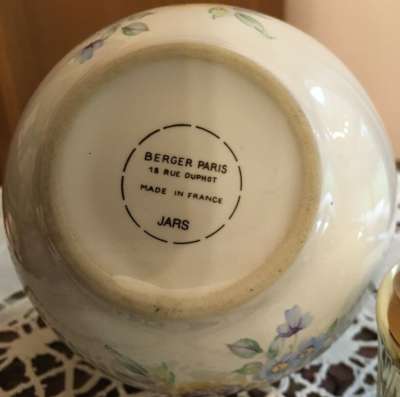 BERGER PARIS
18 RUE DUPHOT
MADE IN FRANCE
JARS